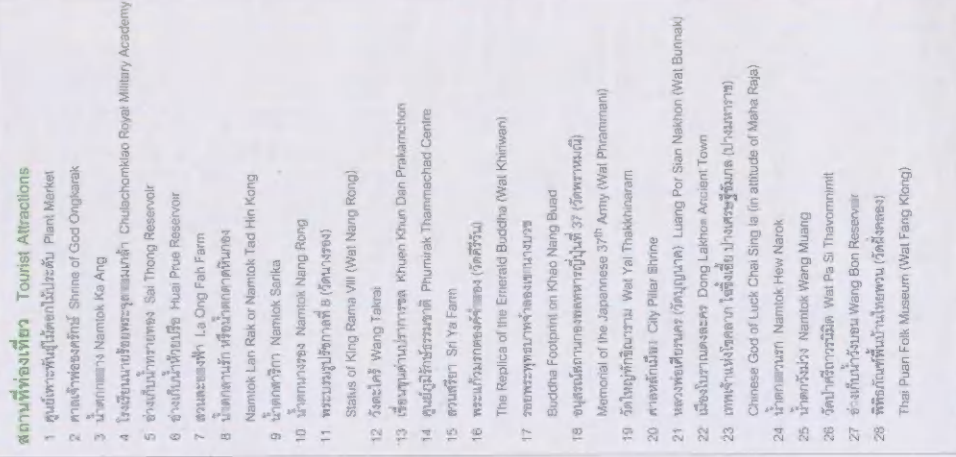 สถานที่ท่องเที่ยว Tourist Attractions
1 ศูนย์เพาะพันธุ์ไม้ดอกไม้ประดับ Plant Market
2 ศาลเจ้าพ่อองครักษ์ Shrine of God Ongkarak
3 น้ำตกกะอาง Namtok Ka Ang
4 โรงเรียนนายร้อยพระจุลจอมเกล้า Chulachomklao Royal Military Academy
5 อ่างเก็บน้ำทรายทอง Sai Thong Reservoir
6 อ่างเก็บน้ำห้วยปรือ Huai Prue Reservoir
7 สวนละอองฟ้า La Ong Fah Farm
8 น้ำตกลานรัก หรือน้ำตกตาดหินกอง
Namtok Lan Rak or Namtok Tad Hin Kong
9 น้ำตกสาริกา Namtok Sarika
10 น้ำตกนางรอง Namtok Nang Rong
11 พระบรมรูปรัชกาลที่ 8 (วัดนางรอง)
Status of King Rama VIII (Wat Nang Rong)
12 วังตะไคร้ Wang Takrai
13 เขื่อนขุนด่านปราการชล Khuen Khun Dan Prakarnchon
14 ศูนย์ภูมิรักษ์ธรรมชาติ Phumirak Thammachad Centre
15 สวนศรียา Sri Ya Farm
16 พระแก้วมรกตองค์จำลอง (วัดคีรีวัน)
The Replica of the Emerald Buddha (Wat Khiriwan)
17 รอยพระพุทธบาทจำลองเขานางบวช
Buddha Footprint on Khao Nang Buad
18 อนุสรณ์สถานกองทหารญี่ปุ่นที่ 37 (วัดพราหมณี)
Memorial of the Japannese 37th Army (Wat Phrammani)
19 วัดใหญ่ทักขิณาราม Wat Yai Thakkhinaram
20 ศาลหลักเมือง City Pillar Shrine
21 หลวงพ่อเศียรนคร (วัดบุญนาค) Luang Por Sian Nakhon (Wat Bunnak)
22 เมืองโบราณดงละคร Dong Lakhon Ancient Town
23 เทพเจ้าแห่งโชคลาภ ไฉ่ซิงเอี้ย ปางเศรษฐีชัมภล (ปางมหาราชา)
Chinese God of Luck Chai Sing Ia (in attitude of Maha Raja)
24 น้ำตกเหวนรก Namtok Hew Narok
25 น้ำตกวังม่วง Namtok Wang Muang
26 วัดป่าศรีถาวรนิมิต Wat Pa Si Thavornnimit
27 อ่างเก็บน้ำวังบอน Wang Bon Reservoir
28 พิพิธภัณฑ์พื้นบ้านไทยพวน (วัดฝั่งคลอง)
Thai Puan Folk Museum (Wat Fang Klong)